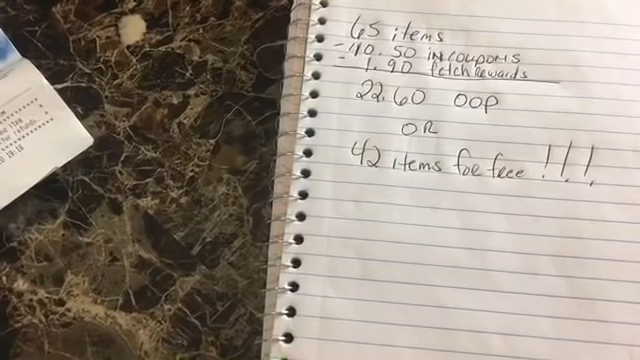 65 items
- 40.50 in coupons
- 1.90 fetch rewards
22.60 OOP
OR
42 items for free !!!